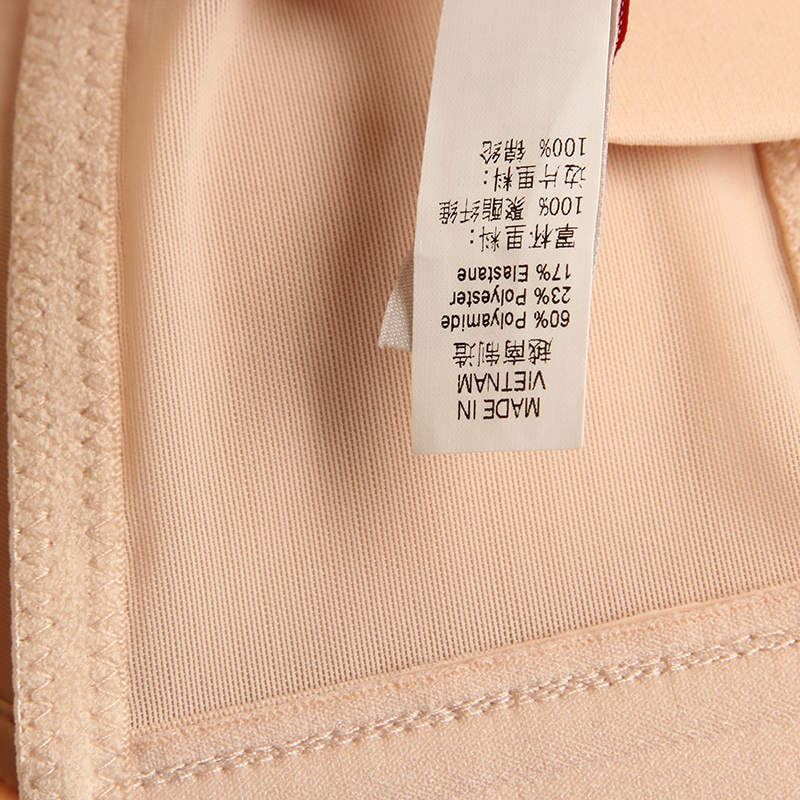 MADE IN
VIETNAM
越南制造
60% Polyamide
23% Polyester
17% Elastane
罩杯里料：
100% 聚酯纤维
边片里料：
100% 锦纶